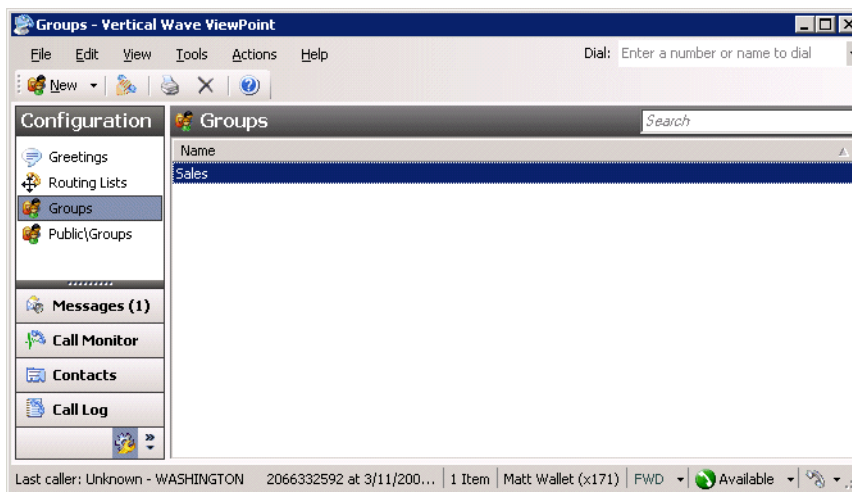 Groups - Vertical Wave ViewPoint
File Edit View Tools Actions Help Dial: Enter a number or name to dial
New
Configuration Groups Search
Name
Sales
Greetings
Routing Lists
Groups
Public\Groups
Messages (1)
Call Monitor
Contacts
Call Log
Last caller: Unknown - WASHINGTON 2066332592 at 3/11/200... 1 Item Matt Wallet (x171) FWD Available